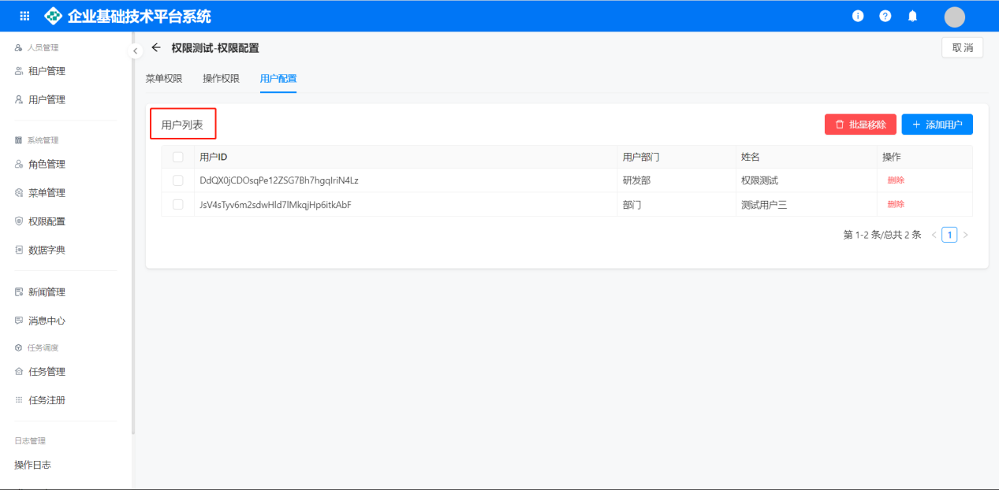 企业基础技术平台系统
人员管理
租户管理
用户管理
系统管理
角色管理
菜单管理
权限配置
数据字典
新闻管理
消息中心
任务调度
任务管理
任务注册
日志管理
操作日志
权限测试-权限配置
取 消
菜单权限 操作权限 用户配置
用户列表
批量移除 + 添加用户
用户ID 用户部门 姓名 操作
DdQX0jCDOsqPe12ZSG7Bh7hgqIriN4Lz 研发部 权限测试 删除
JsV4sTyv6m2sdwHld7lMkqjHp6itkAbF 部门 测试用户三 删除
第 1-2 条/总共 2 条 < 1 >